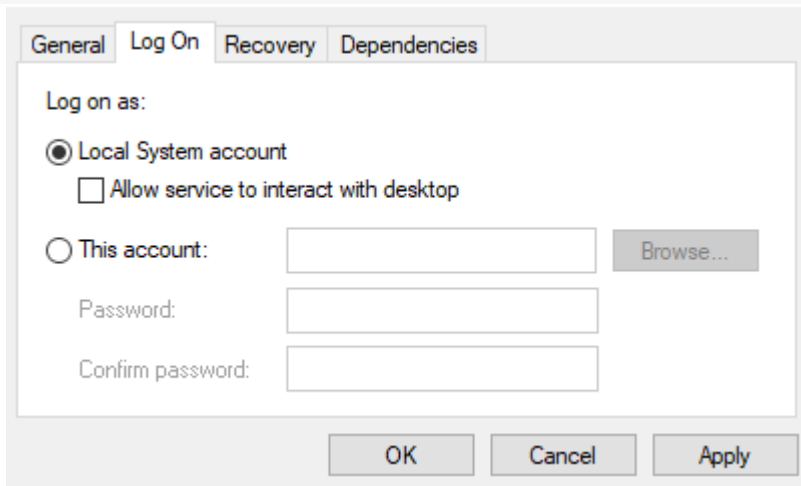 General Log On Recovery Dependencies
Log on as:
Local System account
Allow service to interact with desktop
This account: Browse...
Password:
Confirm password:
OK Cancel Apply